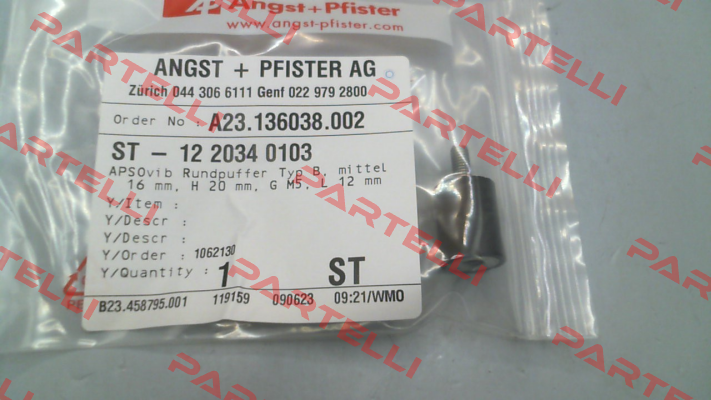 Angst+Pfister
www.angst-pfister.com
ANGST + PFISTER AG
Zürich 044 306 6111 Genf 022 979 2800
Order No : A23.136038.002
ST - 12 2034 0103
APSOvib Rundpuffer Typ B, mittel
16 mm, H 20 mm, G M5, L 12 mm
Y/Item :
Y/Descr :
Y/Descr :
Y/Order : 1062130
Y/Quantity : 1 ST
B23.458795.001 119159 090623 09:21/WMO
PARTELLI
PARTELLI
PARTELLI
PARTELLI
PARTELLI
PARTELLI
PARTELLI
PARTELLI